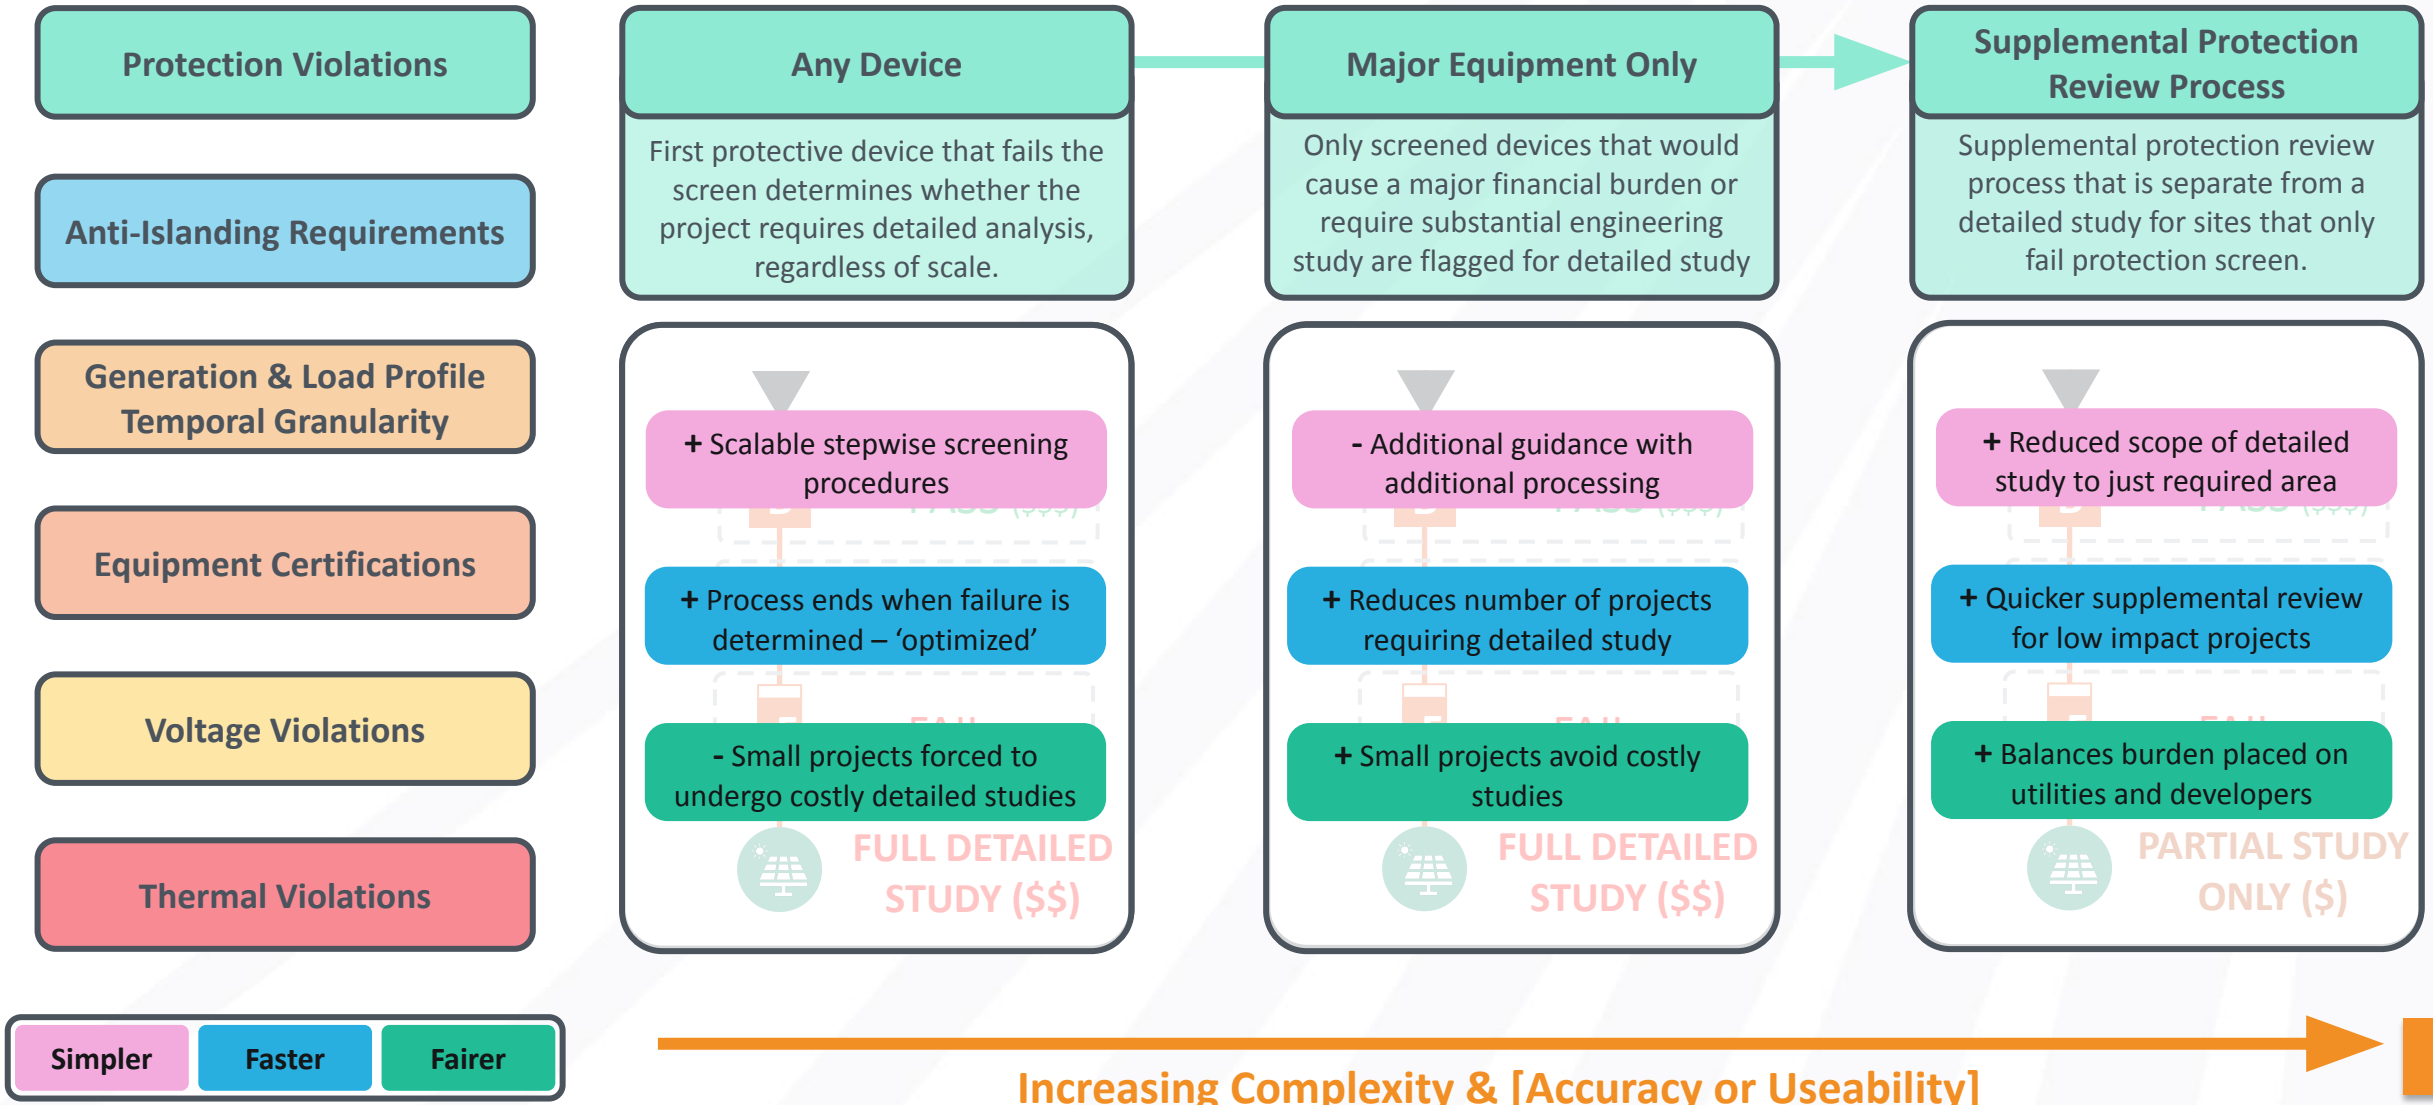 Protection Violations
Anti-Islanding Requirements
Generation & Load Profile
Temporal Granularity
Equipment Certifications
Voltage Violations
Thermal Violations
Simpler
Faster
Fairer
Any Device
First protective device that fails the
screen determines whether the
project requires detailed analysis,
regardless of scale.
+ Scalable stepwise screening
procedures
+ Process ends when failure is
determined – ‘optimized’
- Small projects forced to
undergo costly detailed studies
FULL DETAILED
STUDY ($$)
Major Equipment Only
Only screened devices that would
cause a major financial burden or
require substantial engineering
study are flagged for detailed study
- Additional guidance with
additional processing
+ Reduces number of projects
requiring detailed study
+ Small projects avoid costly
studies
FULL DETAILED
STUDY ($$)
Supplemental Protection
Review Process
Supplemental protection review
process that is separate from a
detailed study for sites that only
fail protection screen.
+ Reduced scope of detailed
study to just required area
+ Quicker supplemental review
for low impact projects
+ Balances burden placed on
utilities and developers
PARTIAL STUDY
ONLY ($)
Increasing Complexity & [Accuracy or Useability]